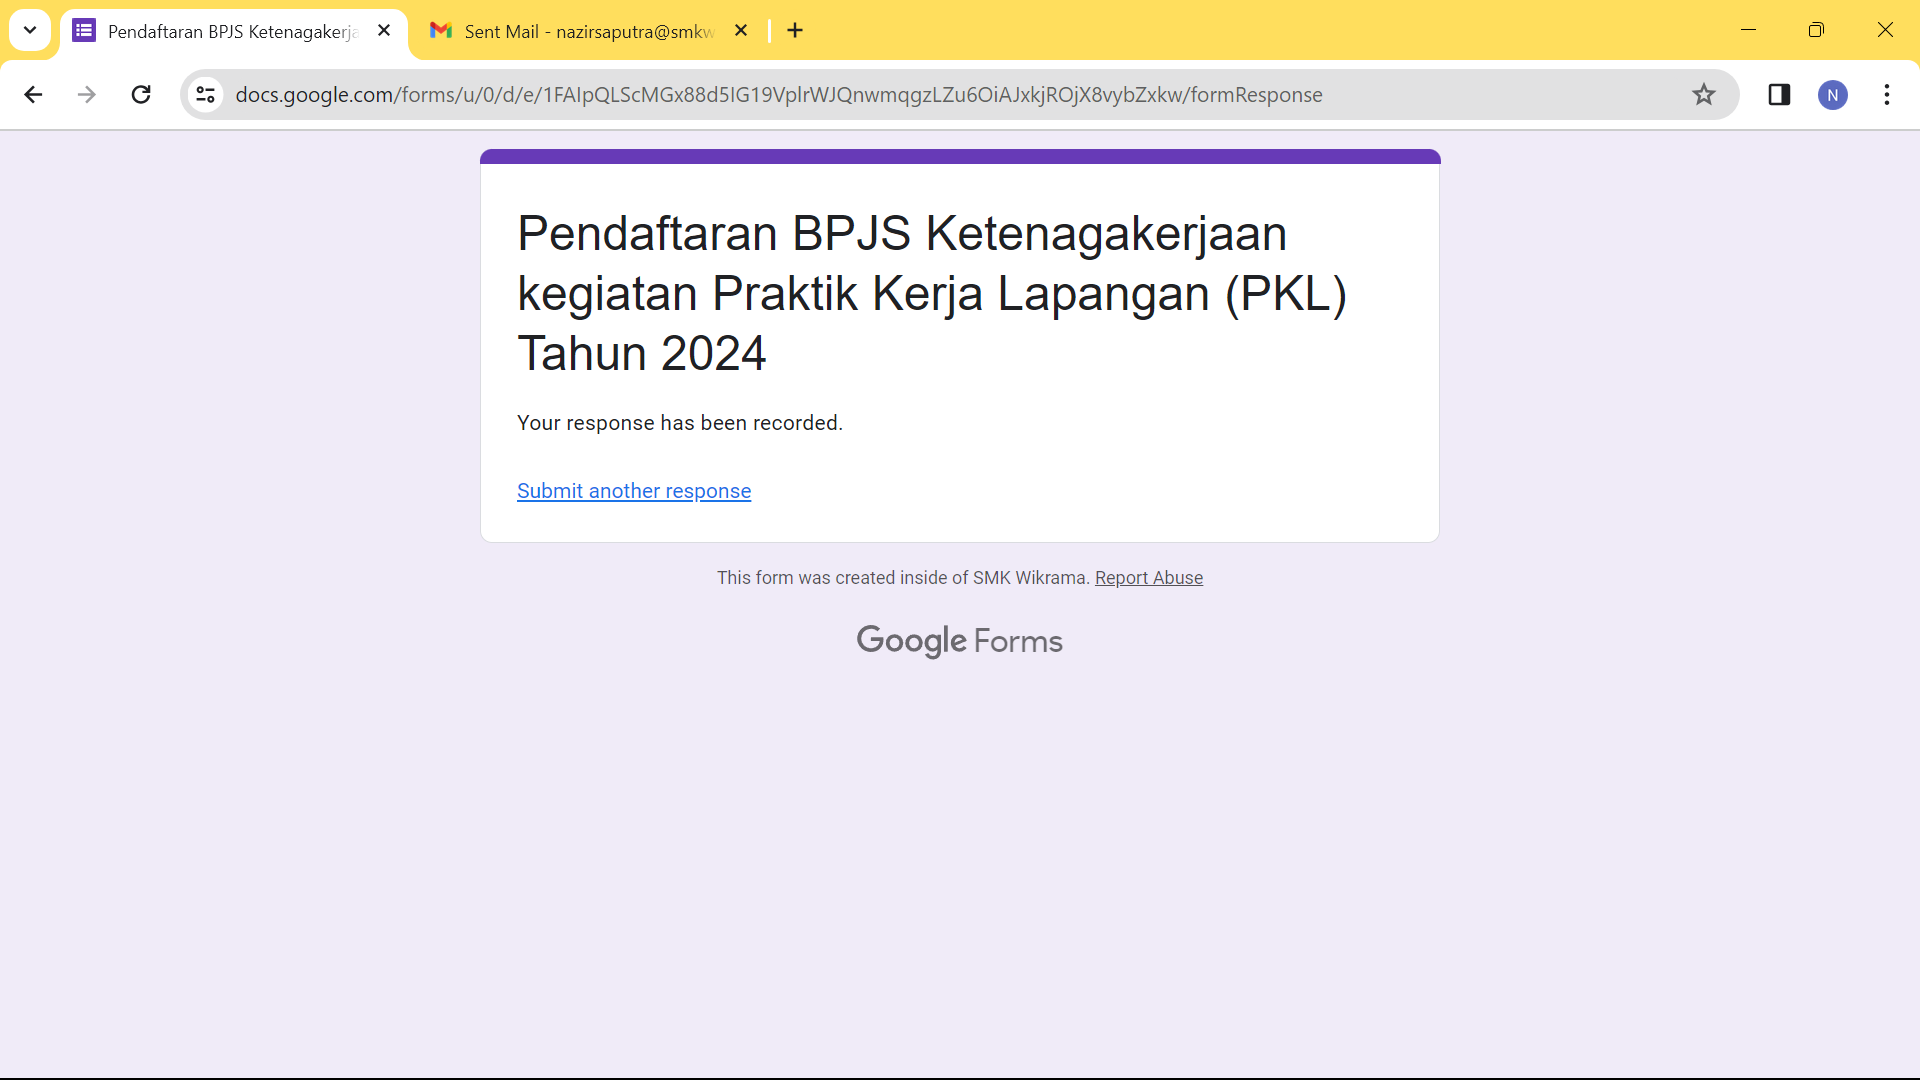 Pendaftaran BPJS Ketenagakerja
Sent Mail - nazirsaputra@smkw
docs.google.com/forms/u/0/d/e/1FAIpQLScMGx88d5IG19VplrWJQnwmqgzLZu6OiAJxkjROjX8vybZxkw/formResponse
N
Pendaftaran BPJS Ketenagakerjaan
kegiatan Praktik Kerja Lapangan (PKL)
Tahun 2024
Your response has been recorded.
Submit another response
This form was created inside of SMK Wikrama. Report Abuse
Google Forms